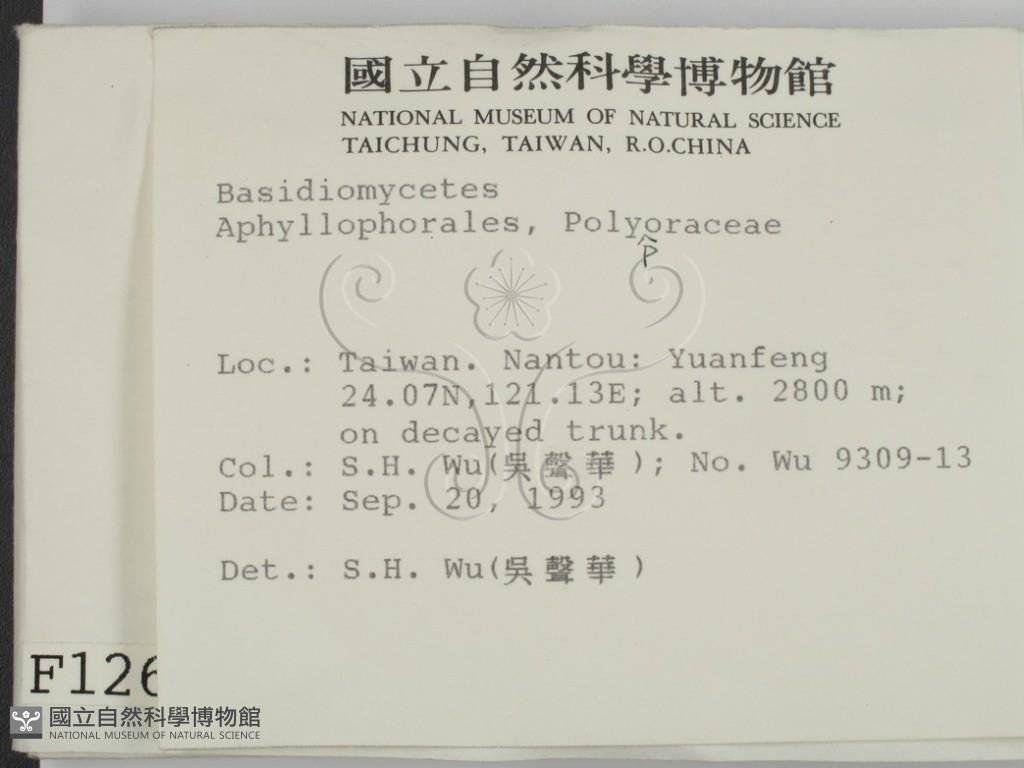 國立自然科學博物館
NATIONAL MUSEUM OF NATURAL SCIENCE
TAICHUNG, TAIWAN, R.O.CHINA
Basidiomycetes
Aphyllophorales, Polyoraceae
p
Loc.: Taiwan. Nantou: Yuanfeng
24.07N,121.13E; alt. 2800 m;
on decayed trunk.
Col.: S.H. Wu(吳聲華); No. Wu 9309-13
Date: Sep. 20, 1993
Det.: S.H. Wu(吳聲華)
F126
國立自然科學博物館
NATIONAL MUSEUM OF NATURAL SCIENCE